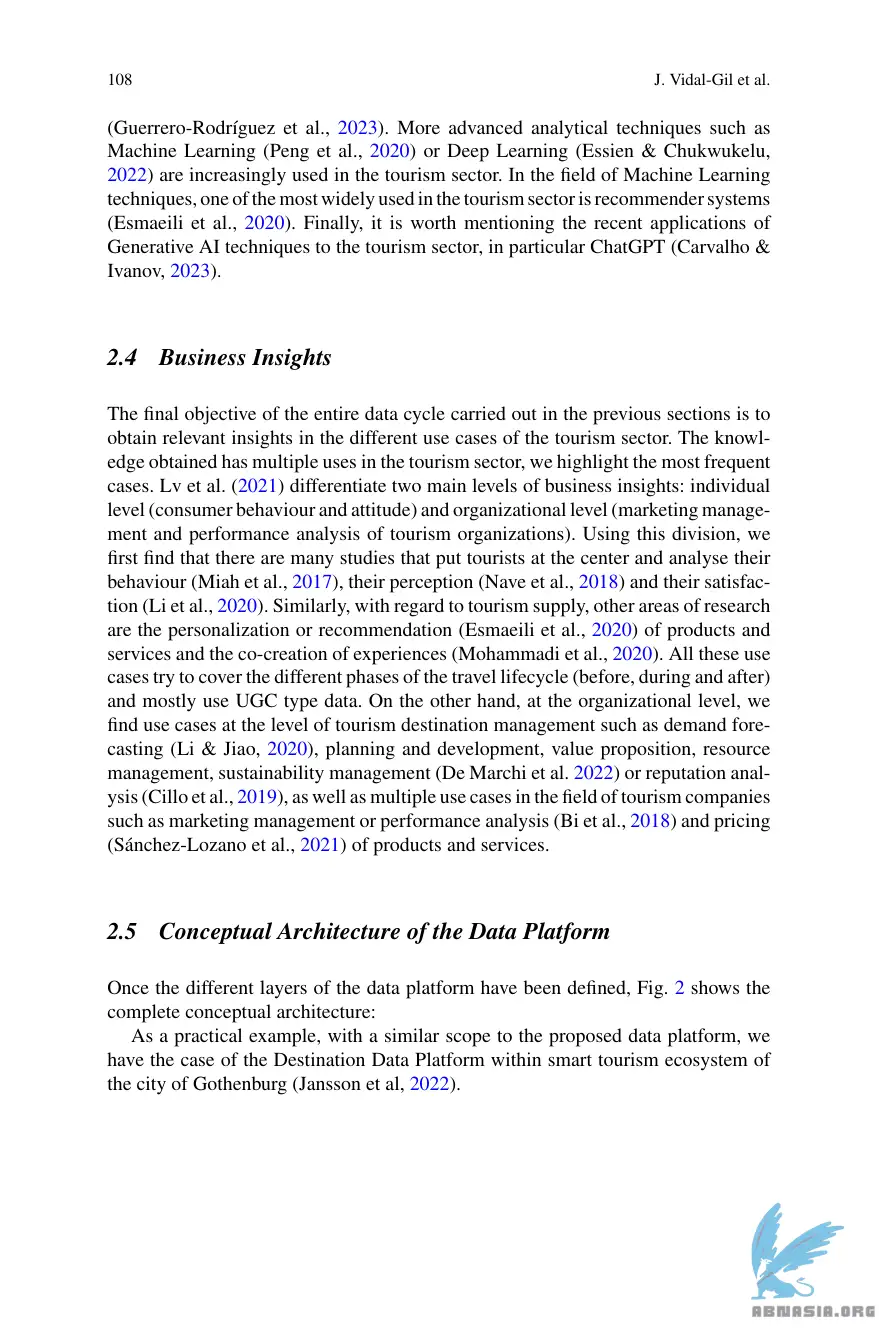 108
J. Vidal-Gil et al.
(Guerrero-Rodríguez et al., 2023). More advanced analytical techniques such as
Machine Learning (Peng et al., 2020) or Deep Learning (Essien & Chukwukelu,
2022) are increasingly used in the tourism sector. In the field of Machine Learning
techniques, one of the most widely used in the tourism sector is recommender systems
(Esmaeili et al., 2020). Finally, it is worth mentioning the recent applications of
Generative AI techniques to the tourism sector, in particular ChatGPT (Carvalho &
Ivanov, 2023).
2.4 Business Insights
The final objective of the entire data cycle carried out in the previous sections is to
obtain relevant insights in the different use cases of the tourism sector. The knowl-
edge obtained has multiple uses in the tourism sector, we highlight the most frequent
cases. Lv et al. (2021) differentiate two main levels of business insights: individual
level (consumer behaviour and attitude) and organizational level (marketing manage-
ment and performance analysis of tourism organizations). Using this division, we
first find that there are many studies that put tourists at the center and analyse their
behaviour (Miah et al., 2017), their perception (Nave et al., 2018) and their satisfac-
tion (Li et al., 2020). Similarly, with regard to tourism supply, other areas of research
are the personalization or recommendation (Esmaeili et al., 2020) of products and
services and the co-creation of experiences (Mohammadi et al., 2020). All these use
cases try to cover the different phases of the travel lifecycle (before, during and after)
and mostly use UGC type data. On the other hand, at the organizational level, we
find use cases at the level of tourism destination management such as demand fore-
casting (Li & Jiao, 2020), planning and development, value proposition, resource
management, sustainability management (De Marchi et al. 2022) or reputation anal-
ysis (Cillo et al., 2019), as well as multiple use cases in the field of tourism companies
such as marketing management or performance analysis (Bi et al., 2018) and pricing
(Sánchez-Lozano et al., 2021) of products and services.
2.5 Conceptual Architecture of the Data Platform
Once the different layers of the data platform have been defined, Fig. 2 shows the
complete conceptual architecture:
As a practical example, with a similar scope to the proposed data platform, we
have the case of the Destination Data Platform within smart tourism ecosystem of
the city of Gothenburg (Jansson et al, 2022).
ABNASIA.ORG